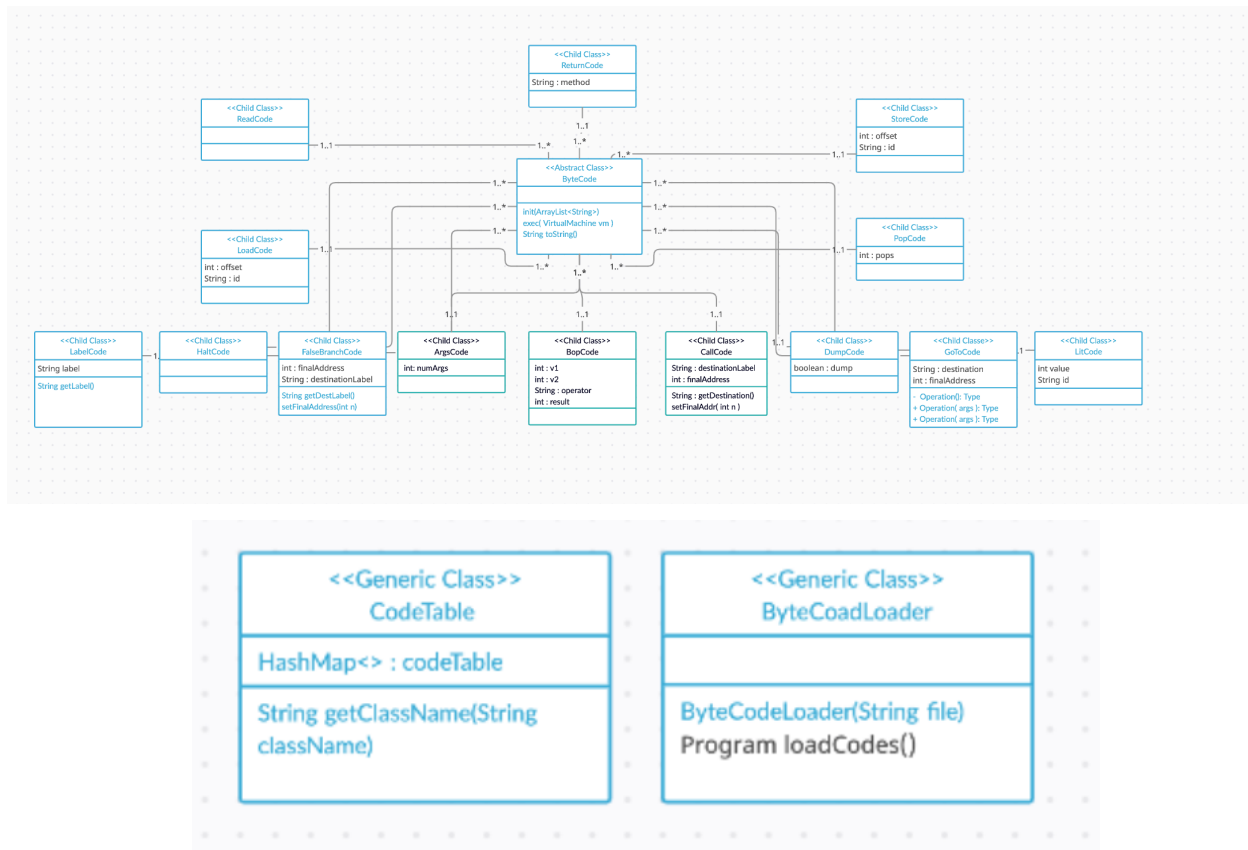 <<Child Class>>
ReturnCode
String : method
<<Child Class>>
ReadCode
<<Child Class>>
StoreCode
int : offset
String : id
1..1
1..*
1..1
1..*
1..*
1..1
<<Abstract Class>>
ByteCode
init(ArrayList<String>)
exec( VirtualMachine vm )
String toString()
1..*
1..*
1..*
1..*
1..*
1..*
<<Child Class>>
PopCode
int : pops
<<Child Class>>
LoadCode
int : offset
String : id
1..1
1..1
1..*
1..*
1..*
1..1
1..1
1..1
<<Child Class>>
LabelCode
String label
String getLabel()
1.
<<Child Class>>
HaltCode
<<Child Class>>
FalseBranchCode
int : finalAddress
String : destinationLabel
String getDestLabel()
setFinalAddress(int n)
<<Child Class>>
ArgsCode
int: numArgs
<<Child Class>>
BopCode
int : v1
int : v2
String : operator
int : result
<<Child Class>>
CallCode
String : destinationLabel
int : finalAddress
String : getDestination()
setFinalAddr( int n )
..1
<<Child Class>>
DumpCode
boolean : dump
<<Child Classe>>
GoToCode
String : destination
int : finalAddress
- Operation(): Type
+ Operation( args ): Type
+ Operation( args ): Type
.1
<<Child Class>>
LitCode
int value
String id
<<Generic Class>>
CodeTable
HashMap<> : codeTable
String getClassName(String
className)
<<Generic Class>>
ByteCoadLoader
ByteCodeLoader(String file)
Program loadCodes()